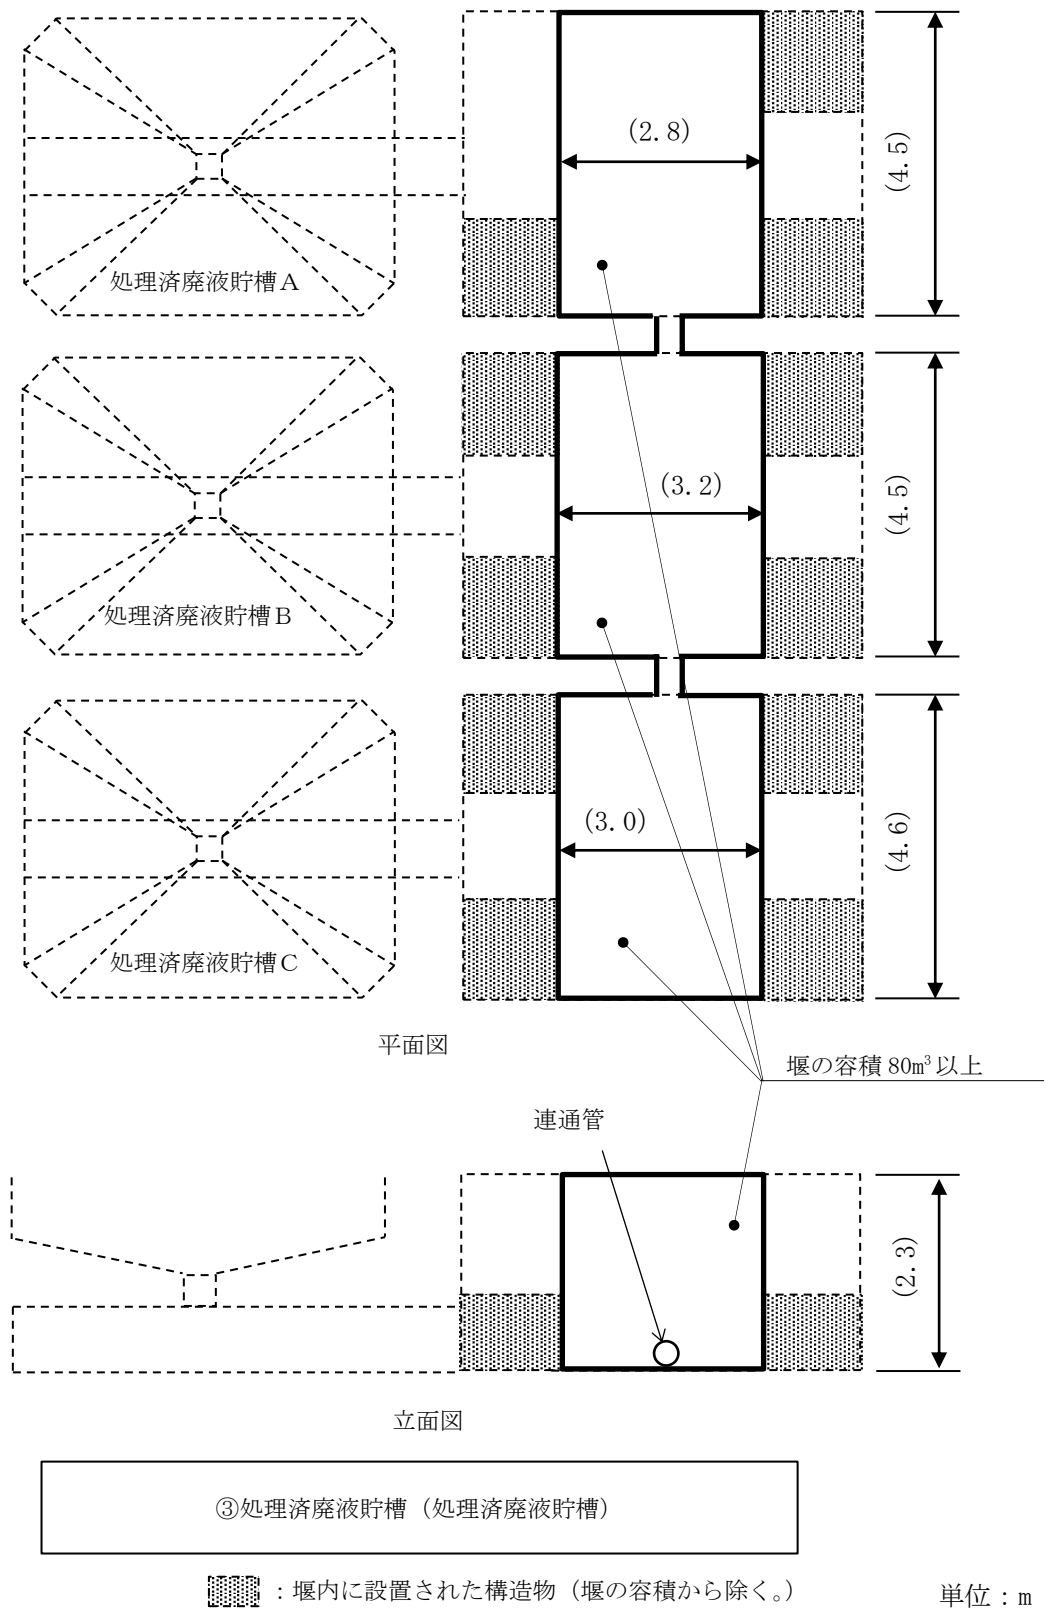 (2.8)
(4.5)
処理済廃液貯槽A
(3.2)
(4.5)
処理済廃液貯槽B
(3.0)
(4.6)
処理済廃液貯槽C
平面図
堰の容積 80m³以上
連通管
(2.3)
立面図
③処理済廃液貯槽（処理済廃液貯槽）
：堰内に設置された構造物（堰の容積から除く。）
単位：m